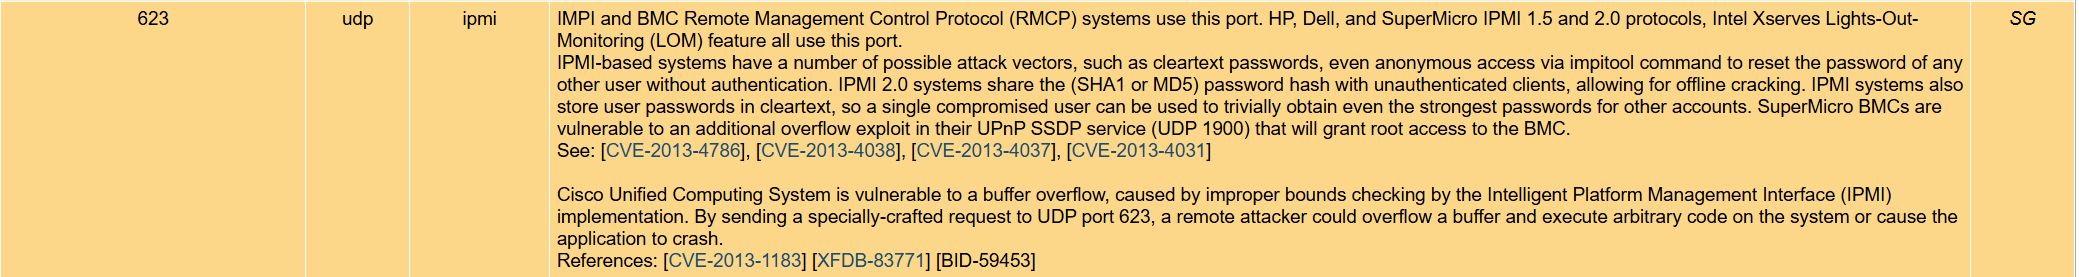 623 udp ipmi IMPI and BMC Remote Management Control Protocol (RMCP) systems use this port. HP, Dell, and SuperMicro IPMI 1.5 and 2.0 protocols, Intel Xserves Lights-Out- SG
Monitoring (LOM) feature all use this port.
IPMI-based systems have a number of possible attack vectors, such as cleartext passwords, even anonymous access via impitool command to reset the password of any
other user without authentication. IPMI 2.0 systems share the (SHA1 or MD5) password hash with unauthenticated clients, allowing for offline cracking. IPMI systems also
store user passwords in cleartext, so a single compromised user can be used to trivially obtain even the strongest passwords for other accounts. SuperMicro BMCs are
vulnerable to an additional overflow exploit in their UPnP SSDP service (UDP 1900) that will grant root access to the BMC.
See: [CVE-2013-4786], [CVE-2013-4038], [CVE-2013-4037], [CVE-2013-4031]
Cisco Unified Computing System is vulnerable to a buffer overflow, caused by improper bounds checking by the Intelligent Platform Management Interface (IPMI)
implementation. By sending a specially-crafted request to UDP port 623, a remote attacker could overflow a buffer and execute arbitrary code on the system or cause the
application to crash.
References: [CVE-2013-1183] [XFDB-83771] [BID-59453]